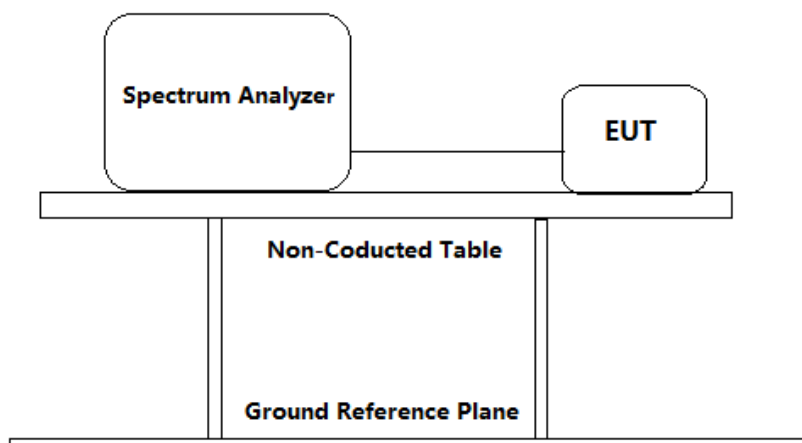 Spectrum Analyzer
EUT
Non-Coducted Table
Ground Reference Plane